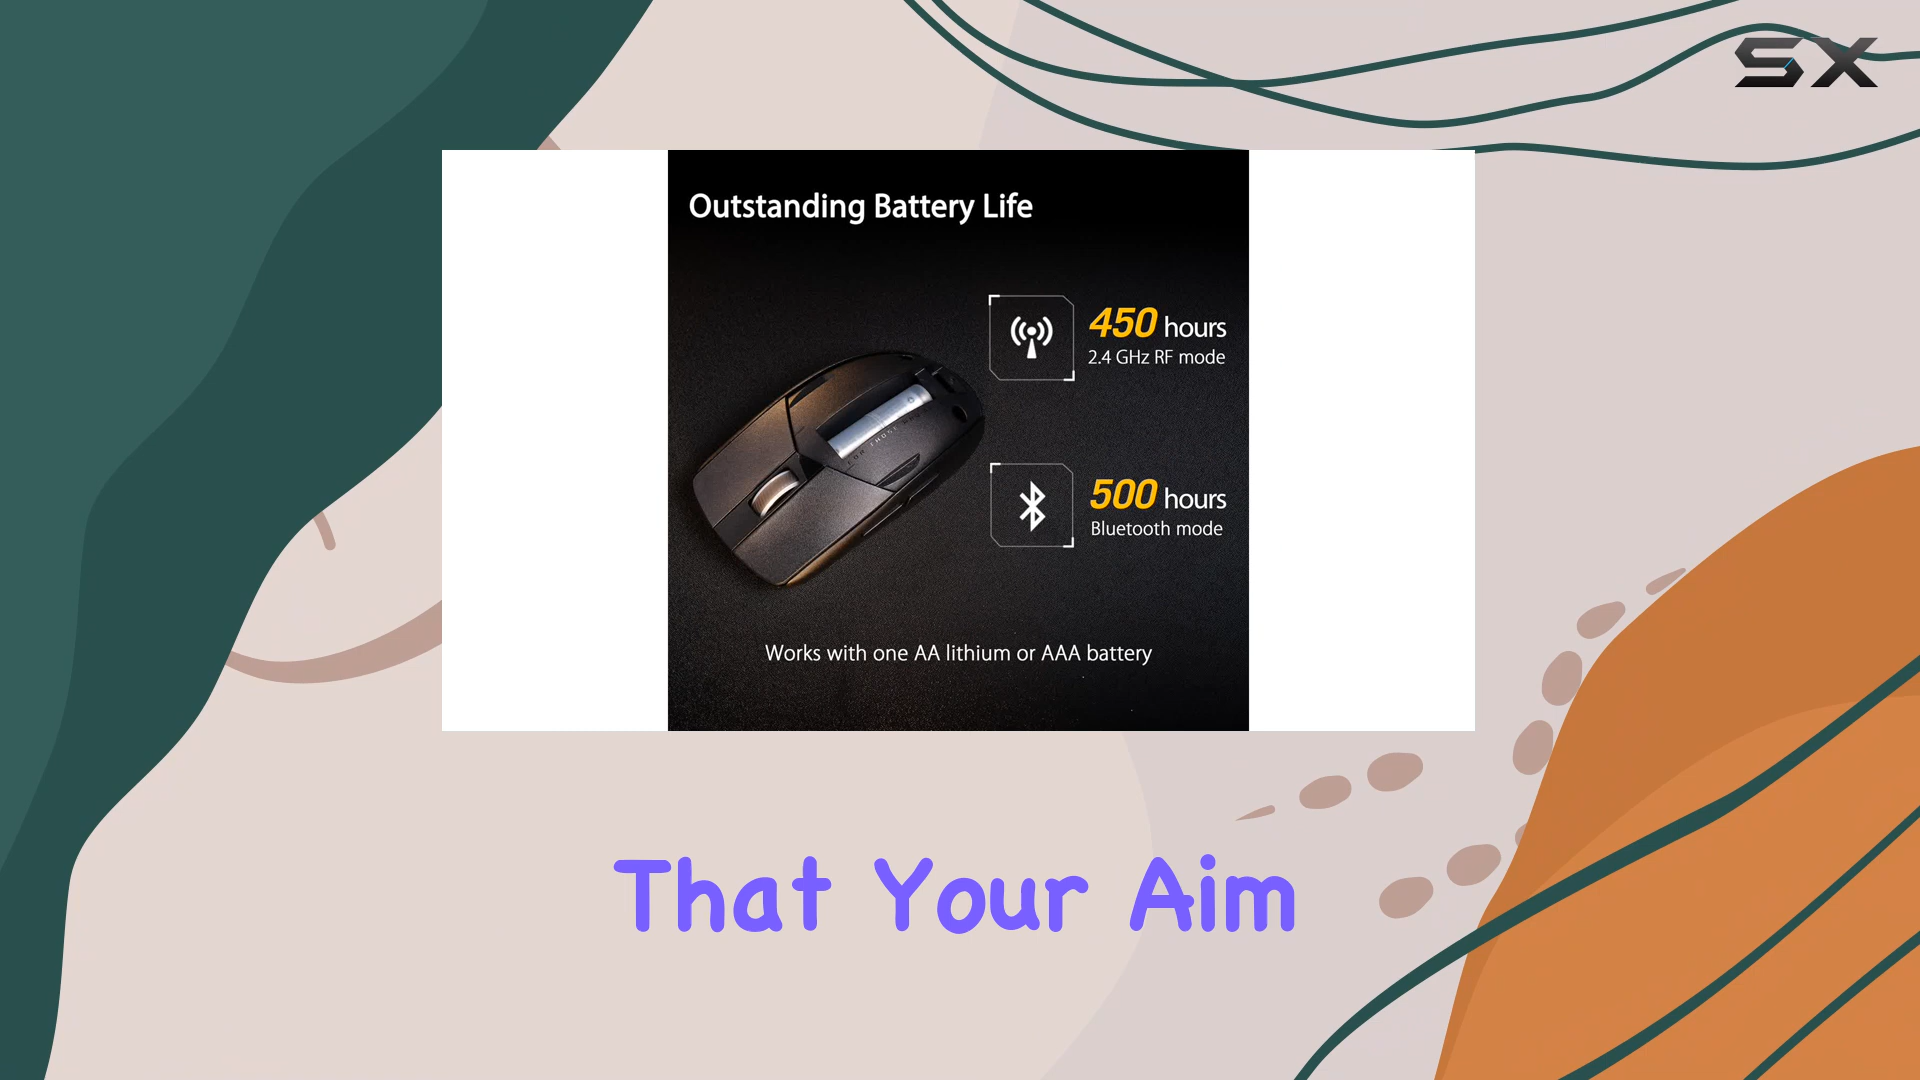 SX
Outstanding Battery Life
450 hours
2.4 GHz RF mode
500 hours
Bluetooth mode
Works with one AA lithium or AAA battery
That Your Aim